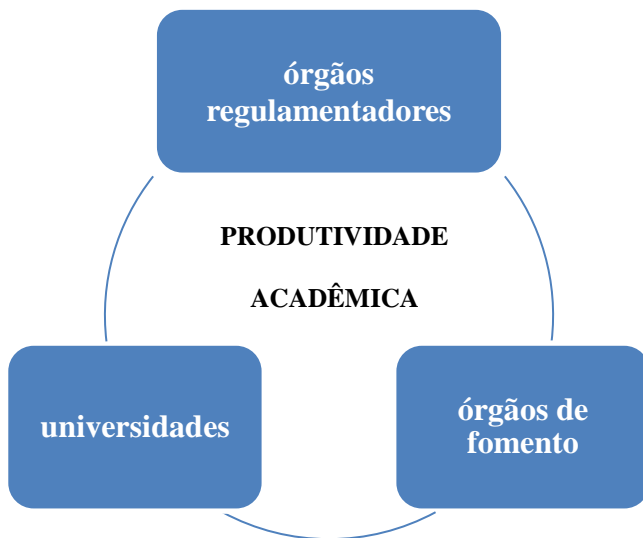 órgãos
regulamentadores
PRODUTIVIDADE
ACADÊMICA
universidades
órgãos de
fomento